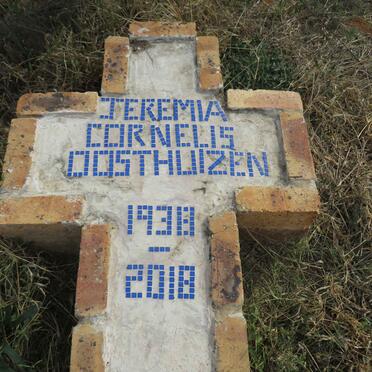 JEREMIA
CORNELIS
OOSTHUIZEN
1938
–
2018